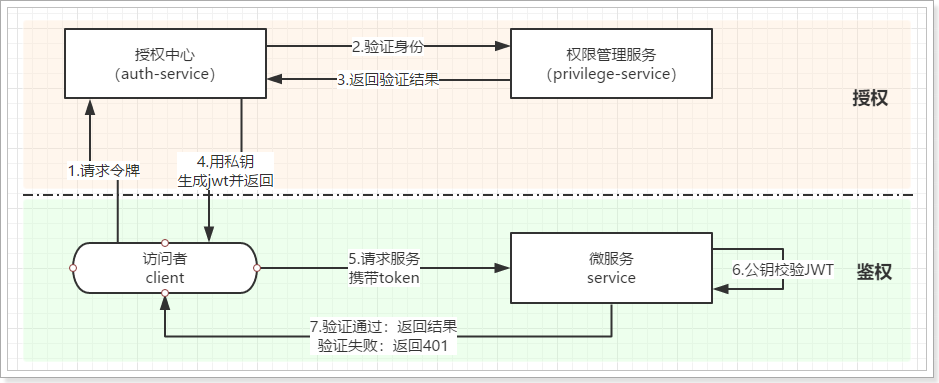 授权中心
（auth-service）
2.验证身份
3.返回验证结果
权限管理服务
（privilege-service）
授权
1.请求令牌
4.用私钥
生成jwt并返回
访问者
client
5.请求服务
携带token
微服务
service
6.公钥校验JWT
鉴权
7.验证通过：返回结果
验证失败：返回401